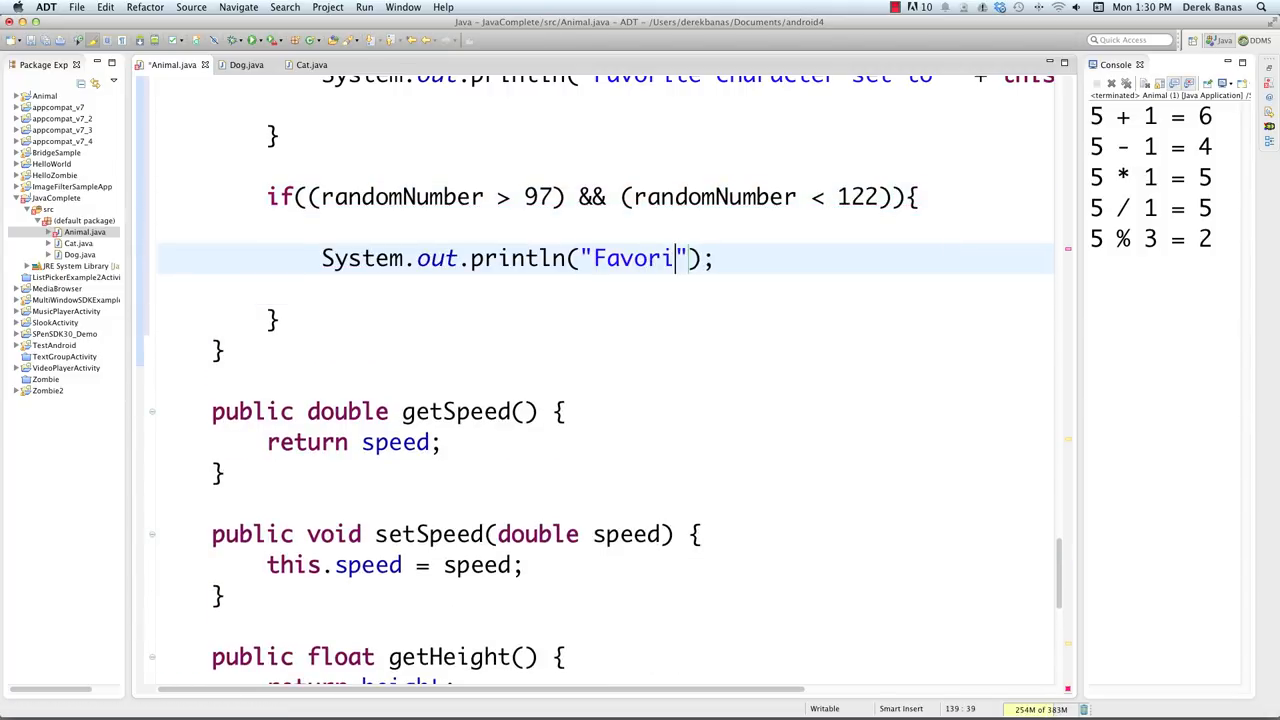 ADT File Edit Refactor Source Navigate Search Project Run Window Help 10 Mon 1:30 PM Derek Banas
Java – JavaComplete/src/Animal.java – ADT – /Users/derekbanas/Documents/android4
Quick Access Java DDMS
Package Exp
Animal
appcompat_v7
appcompat_v7_2
appcompat_v7_3
appcompat_v7_4
BridgeSample
HelloWorld
HelloZombie
ImageFilterSampleApp
JavaComplete
src
(default package)
Animal.java
Cat.java
Dog.java
JRE System Library [Ja
ListPickerExample2Activi
MediaBrowser
MultiWindowSDKExample
MusicPlayerActivity
SlookActivity
SPenSDK30_Demo
TestAndroid
TextGroupActivity
VideoPlayerActivity
Zombie
Zombie2
*Animal.java Dog.java Cat.java
System.out.println("Favorite character set to " + this
}
if((randomNumber > 97) && (randomNumber < 122)){
System.out.println("Favori");
}
}
public double getSpeed() {
return speed;
}
public void setSpeed(double speed) {
this.speed = speed;
}
public float getHeight() {
return height;
Console
<terminated> Animal (1) [Java Application] /S
5 + 1 = 6
5 - 1 = 4
5 * 1 = 5
5 / 1 = 5
5 % 3 = 2
Writable Smart Insert 139 : 39 254M of 383M